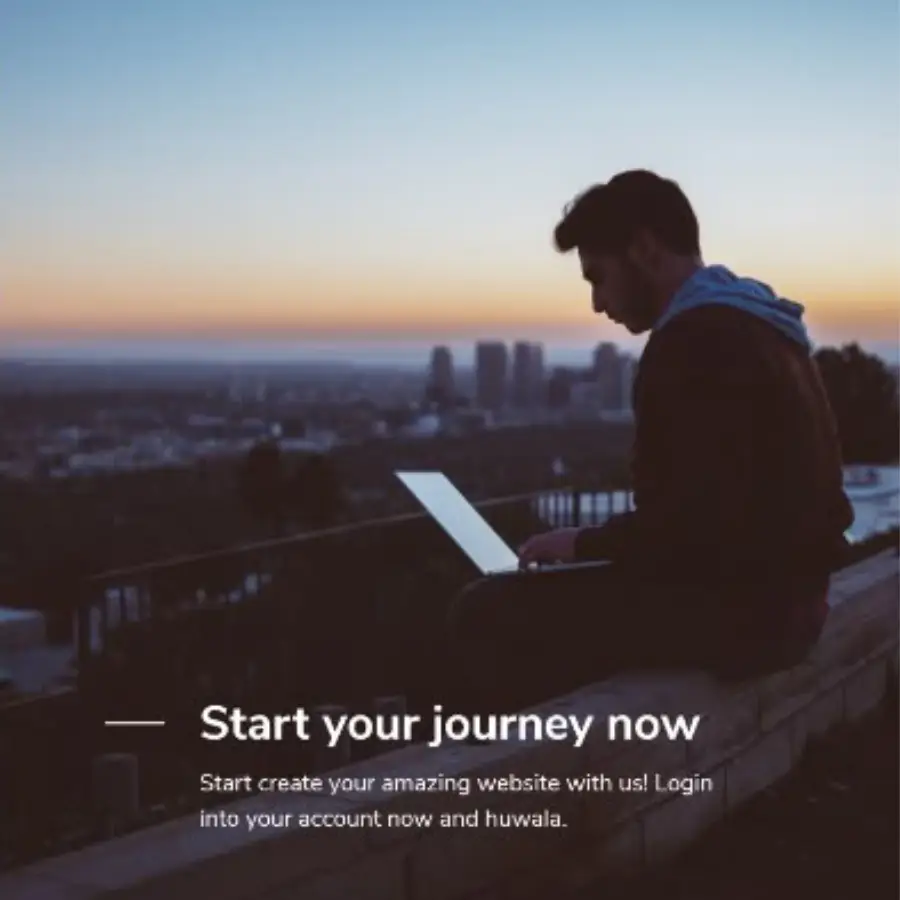 Start your journey now
Start create your amazing website with us! Login
into your account now and huwala.